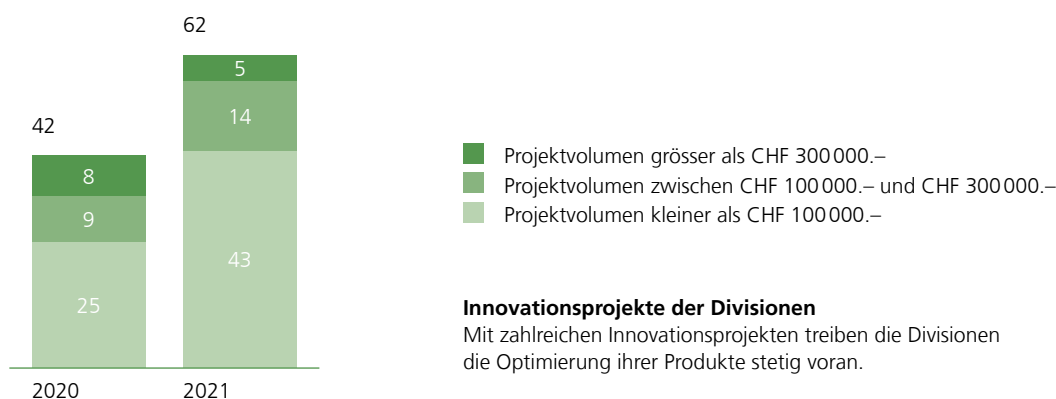 62
5
14
43
42
8
9
25
2020
2021
Projektvolumen grösser als CHF 300 000.–
Projektvolumen zwischen CHF 100 000.– und CHF 300 000.–
Projektvolumen kleiner als CHF 100 000.–
Innovationsprojekte der Divisionen
Mit zahlreichen Innovationsprojekten treiben die Divisionen
die Optimierung ihrer Produkte stetig voran.